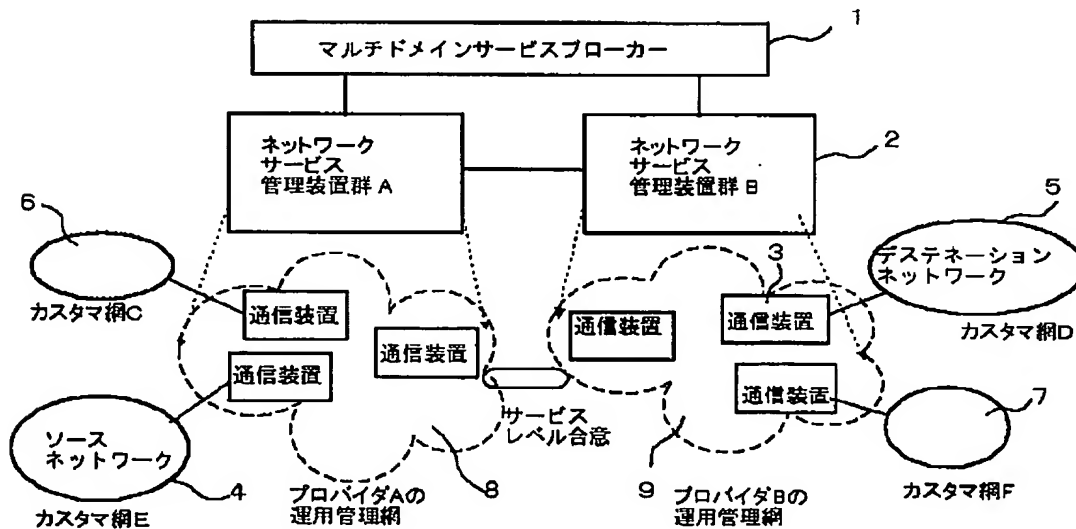 1
マルチドメインサービスブローカー
ネットワーク
サービス
管理装置群 A
ネットワーク
サービス
管理装置群 B
2
6
カスタマ網C
5
デステネーション
ネットワーク
カスタマ網D
通信装置
通信装置
通信装置
通信装置
3
通信装置
通信装置
サービス
レベル合意
ソース
ネットワーク
4
カスタマ網E
8
プロバイダAの
運用管理網
9
プロバイダBの
運用管理網
7
カスタマ網F